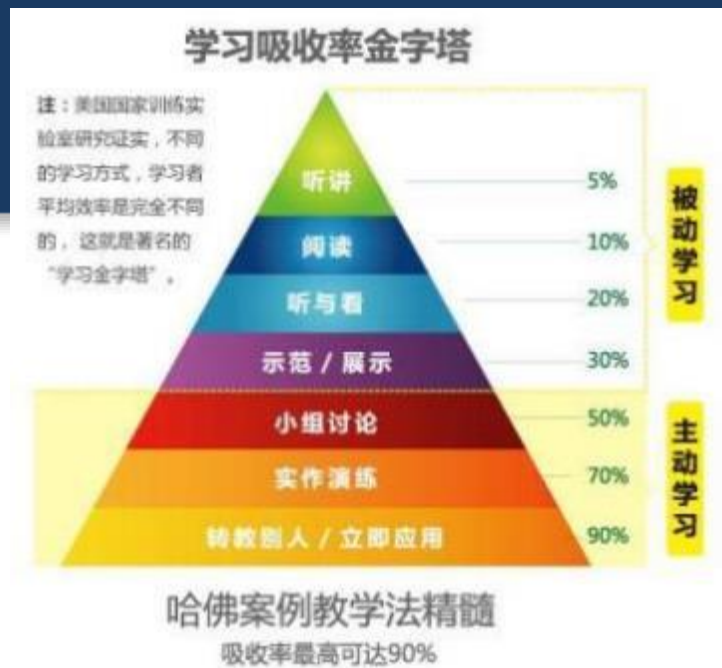 学习吸收率金字塔
注：美国国家训练实
验室研究证实，不同
的学习方式，学习者
平均效率是完全不同
的，这就是著名的
“学习金字塔”。
听讲
5%
阅读
10%
听与看
20%
示范 / 展示
30%
被动学习
小组讨论
50%
实作演练
70%
转教别人 / 立即应用
90%
主动学习
哈佛案例教学法精髓
吸收率最高可达90%